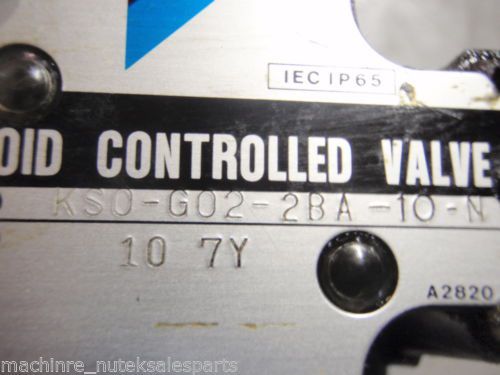 IEC IP65
OID CONTROLLED VALVE
KSO-G02-2BA-10-N
10 7Y
A2820
machinre_nuteksalesparts